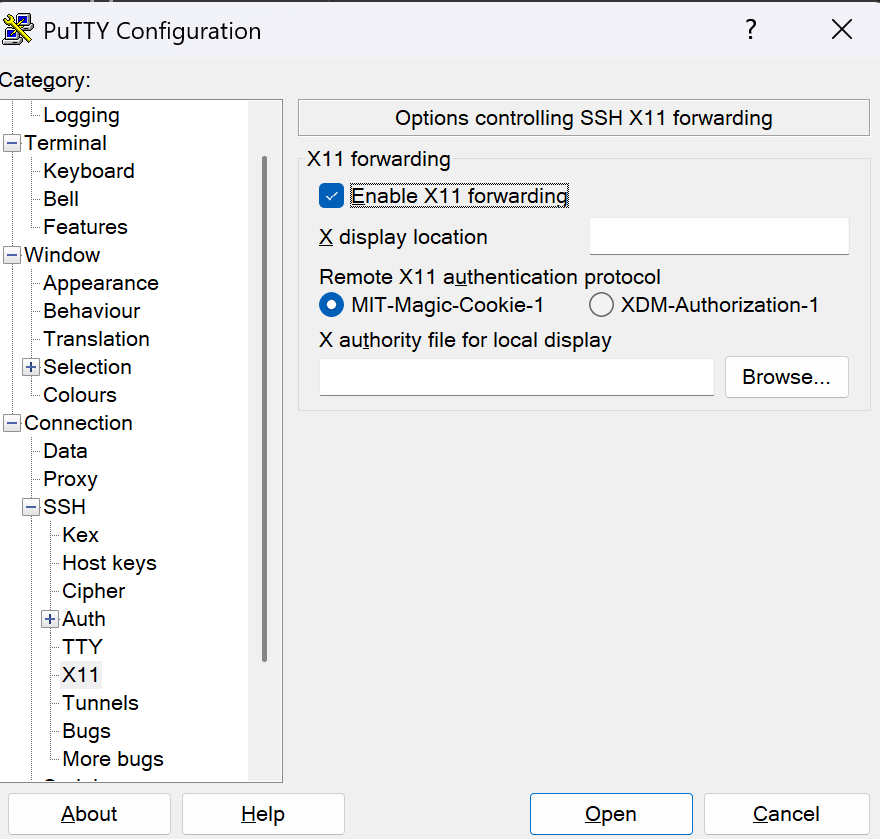 PuTTY Configuration
?
Category:
Logging
Terminal
Keyboard
Bell
Features
Window
Appearance
Behaviour
Translation
Selection
Colours
Connection
Data
Proxy
SSH
Kex
Host keys
Cipher
Auth
TTY
X11
Tunnels
Bugs
More bugs
Options controlling SSH X11 forwarding
X11 forwarding
Enable X11 forwarding
X display location
Remote X11 authentication protocol
MIT-Magic-Cookie-1 XDM-Authorization-1
X authority file for local display
Browse...
About Help Open Cancel